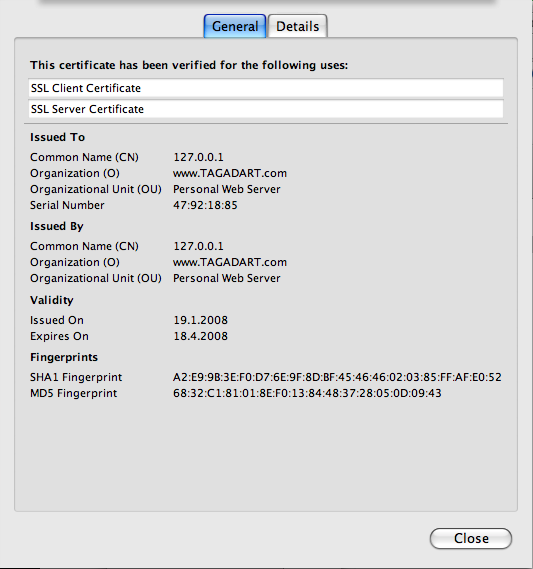 General Details
This certificate has been verified for the following uses:
SSL Client Certificate
SSL Server Certificate
Issued To
Common Name (CN) 127.0.0.1
Organization (O) www.TAGADART.com
Organizational Unit (OU) Personal Web Server
Serial Number 47:92:18:85
Issued By
Common Name (CN) 127.0.0.1
Organization (O) www.TAGADART.com
Organizational Unit (OU) Personal Web Server
Validity
Issued On 19.1.2008
Expires On 18.4.2008
Fingerprints
SHA1 Fingerprint A2:E9:9B:3E:F0:D7:6E:9F:8D:BF:45:46:46:02:03:85:FF:AF:E0:52
MD5 Fingerprint 68:32:C1:81:01:8E:F0:13:84:48:37:28:05:0D:09:43
Close